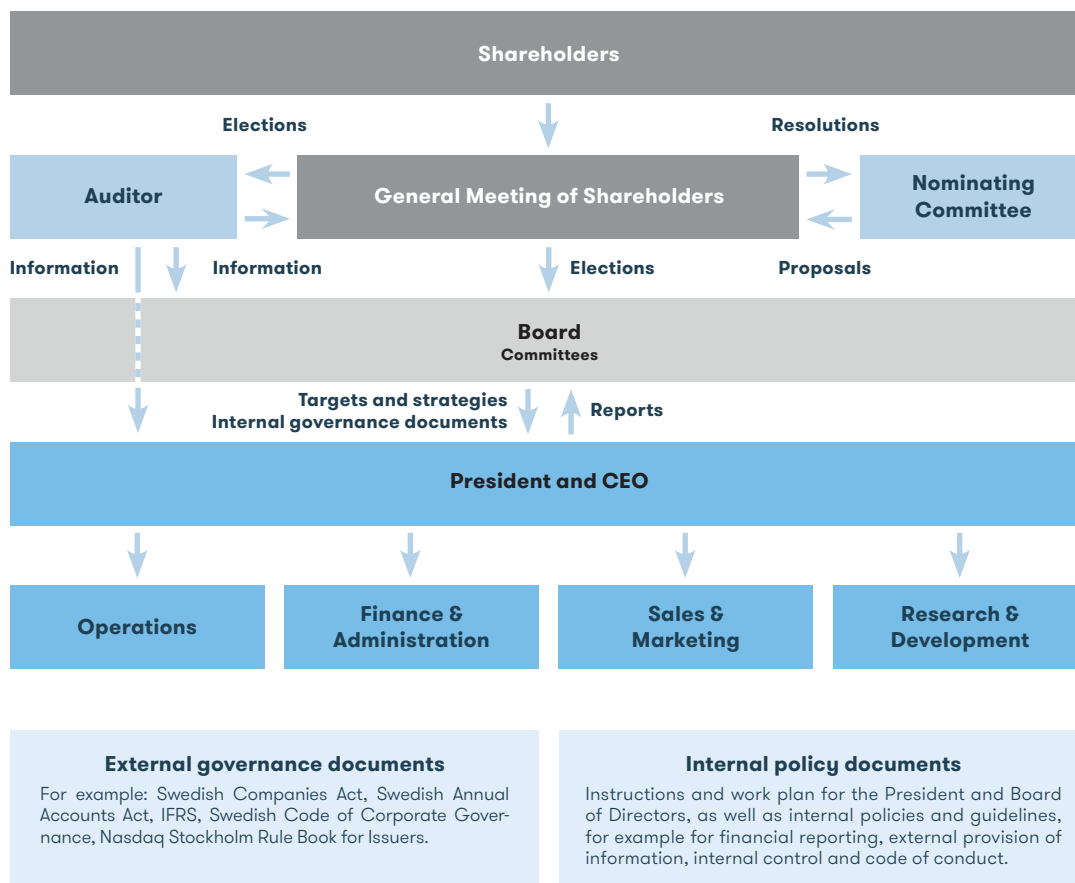 Shareholders
Elections
Resolutions
Auditor
General Meeting of Shareholders
Nominating
Committee
Information
Information
Elections
Proposals
Board
Committees
Targets and strategies
Internal governance documents
Reports
President and CEO
Operations
Finance &
Administration
Sales &
Marketing
Research &
Development
External governance documents
For example: Swedish Companies Act, Swedish Annual
Accounts Act, IFRS, Swedish Code of Corporate Gover-
nance, Nasdaq Stockholm Rule Book for Issuers.
Internal policy documents
Instructions and work plan for the President and Board
of Directors, as well as internal policies and guidelines,
for example for financial reporting, external provision of
information, internal control and code of conduct.